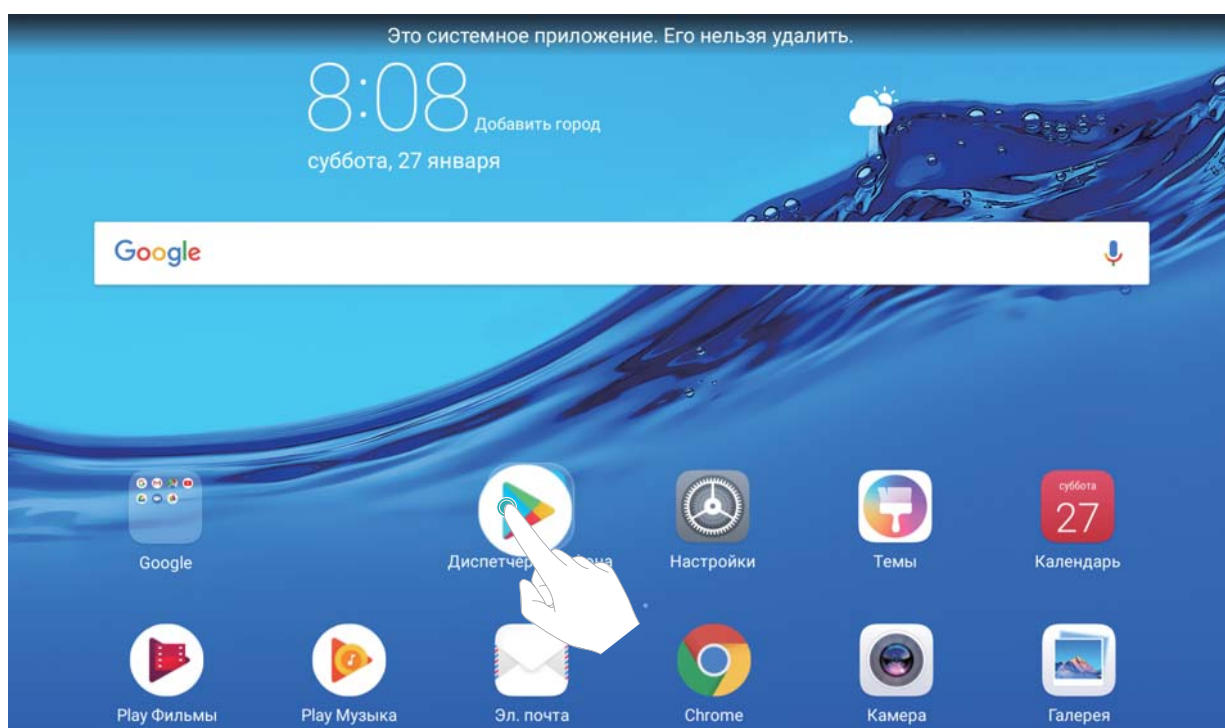 Это системное приложение. Его нельзя удалить.
8:08
Добавить город
суббота, 27 января
Google
суббота
27
Google
Настройки
Темы
Календарь
Play Фильмы
Play Музыка
Эл. почта
Chrome
Камера
Галерея